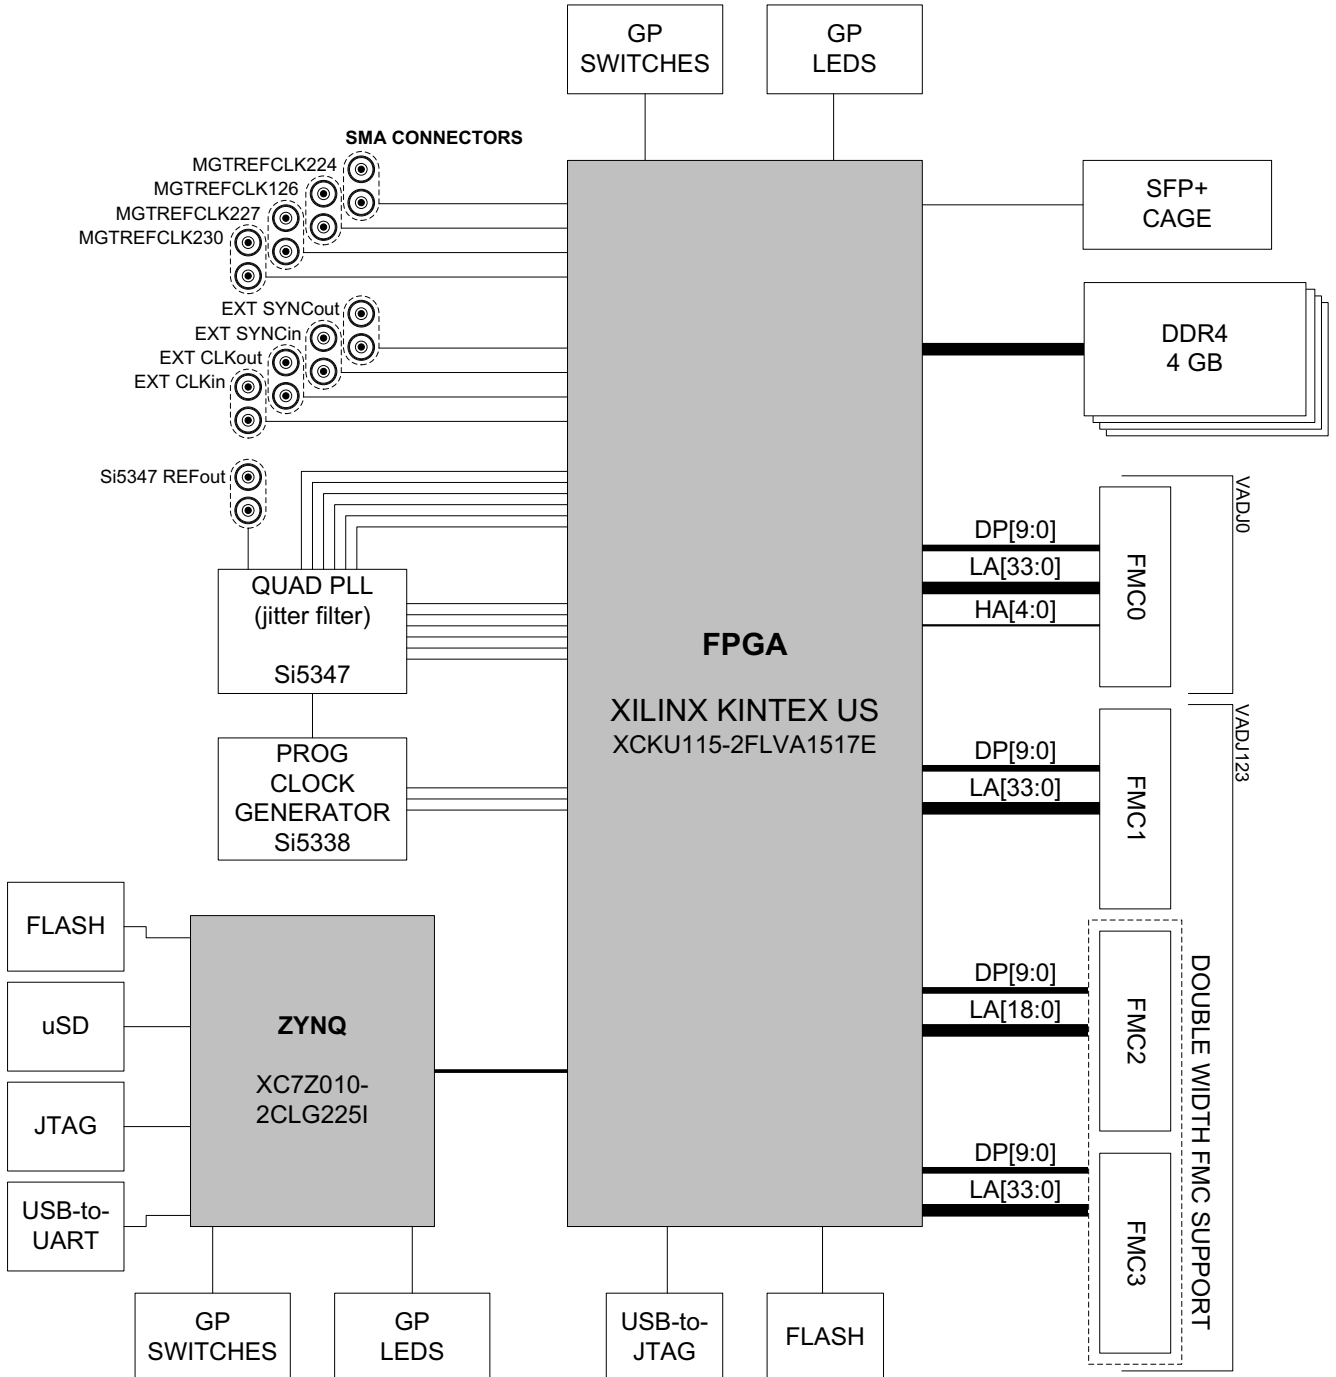 GP
SWITCHES
GP
LEDS
SMA CONNECTORS
MGTREFCLK224
MGTREFCLK126
MGTREFCLK227
MGTREFCLK230
SFP+
CAGE
EXT SYNCout
EXT SYNCin
EXT CLKout
EXT CLKin
DDR4
4 GB
Si5347 REFout
QUAD PLL
(jitter filter)
Si5347
PROG
CLOCK
GENERATOR
Si5338
FPGA
XILINX KINTEX US
XCKU115-2FLVA1517E
VADJ0
DP[9:0]
LA[33:0]
HA[4:0]
FMC0
VADJ123
DP[9:0]
LA[33:0]
FMC1
DP[9:0]
LA[18:0]
FMC2
DOUBLE WIDTH FMC SUPPORT
DP[9:0]
LA[33:0]
FMC3
FLASH
uSD
JTAG
USB-to-
UART
ZYNQ
XC7Z010-
2CLG225I
GP
SWITCHES
GP
LEDS
USB-to-
JTAG
FLASH